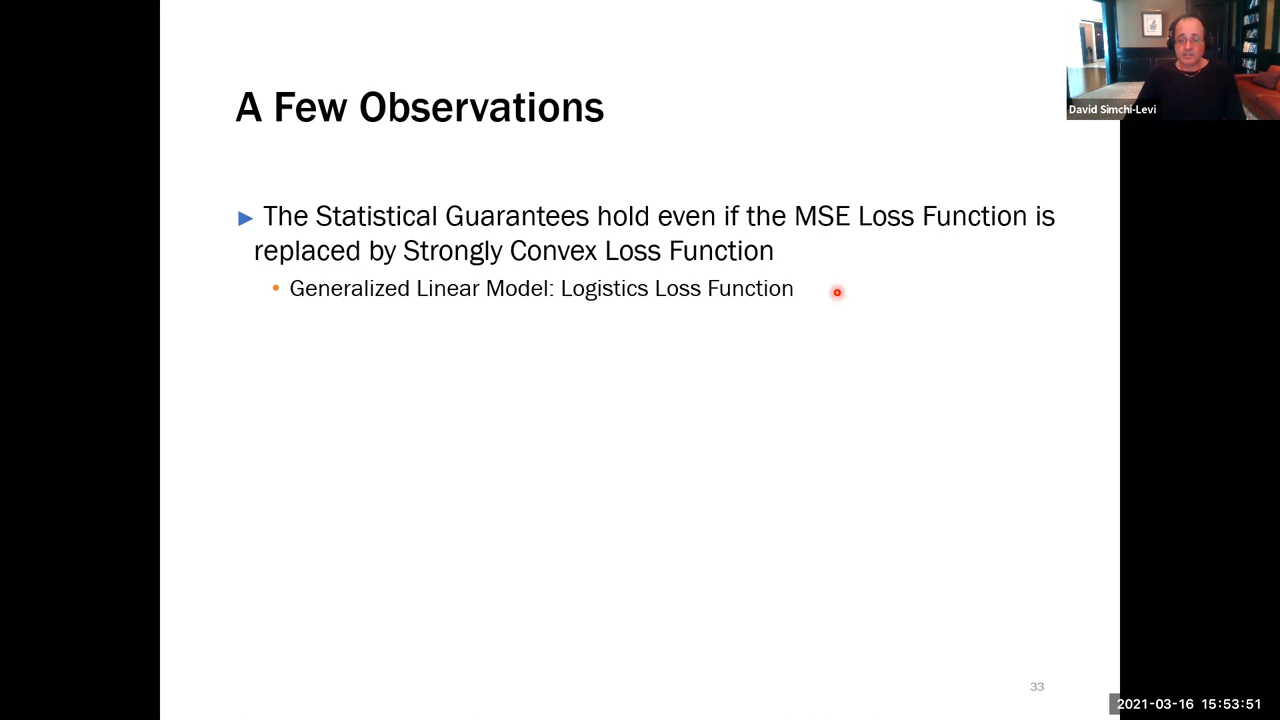 A Few Observations
David Simchi-Levi
► The Statistical Guarantees hold even if the MSE Loss Function is
replaced by Strongly Convex Loss Function
• Generalized Linear Model: Logistics Loss Function
33
2021-03-16 15:53:51